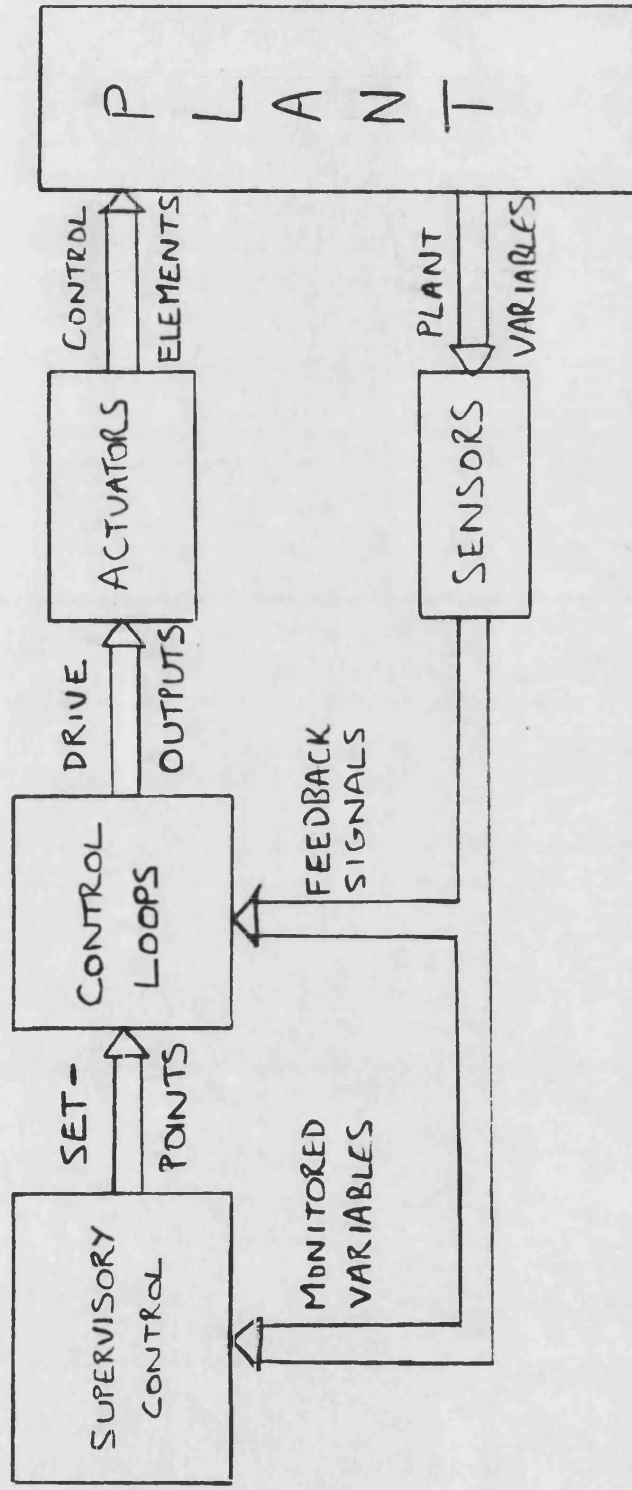 SUPERVISORY
CONTROL
SET-
POINTS
CONTROL
LOOPS
DRIVE
OUTPUTS
ACTUATORS
CONTROL
ELEMENTS
PLANT
MONITORED
VARIABLES
FEEDBACK
SIGNALS
SENSORS
PLANT
VARIABLES